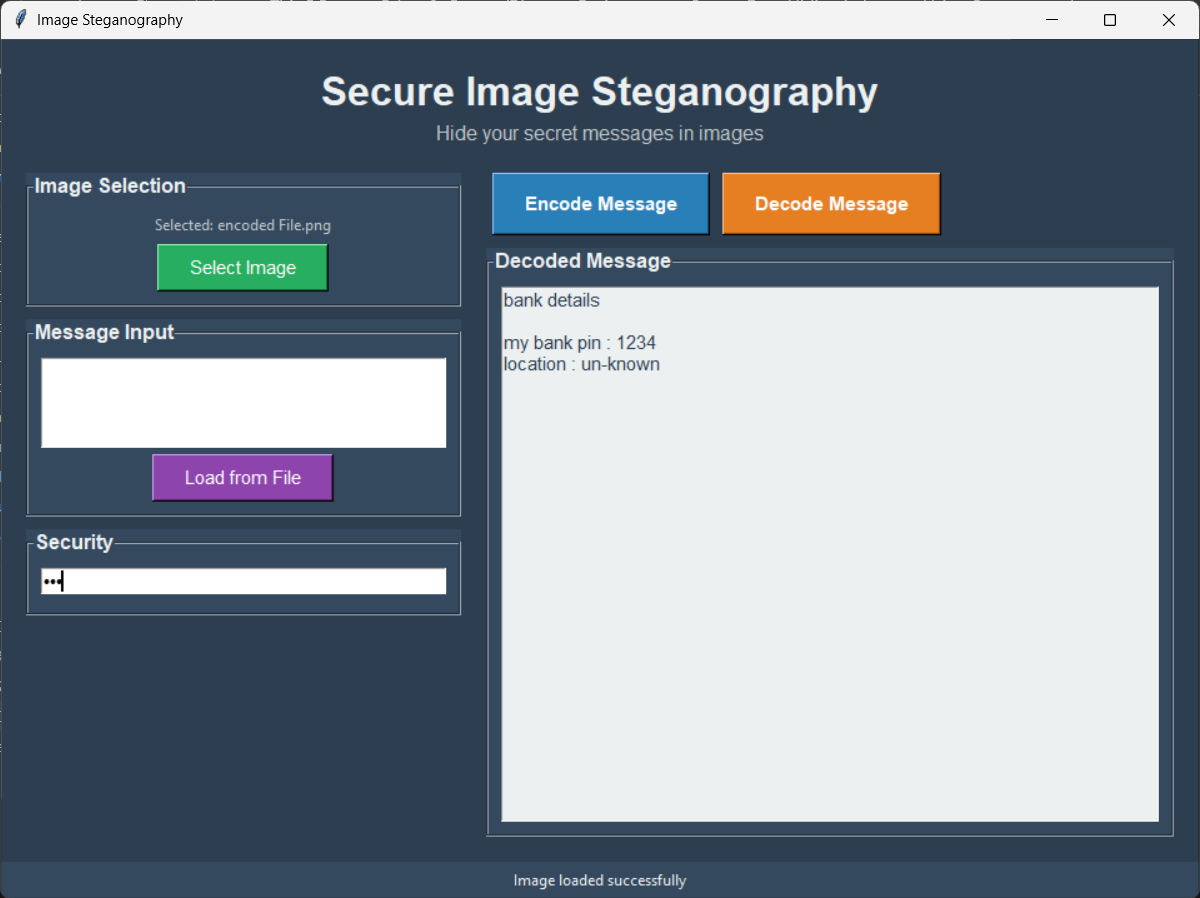 Image Steganography
Secure Image Steganography
Hide your secret messages in images
Image Selection
Selected: encoded File.png
Select Image
Message Input
Load from File
Security
•••
Encode Message
Decode Message
Decoded Message
bank details
my bank pin : 1234
location : un-known
Image loaded successfully